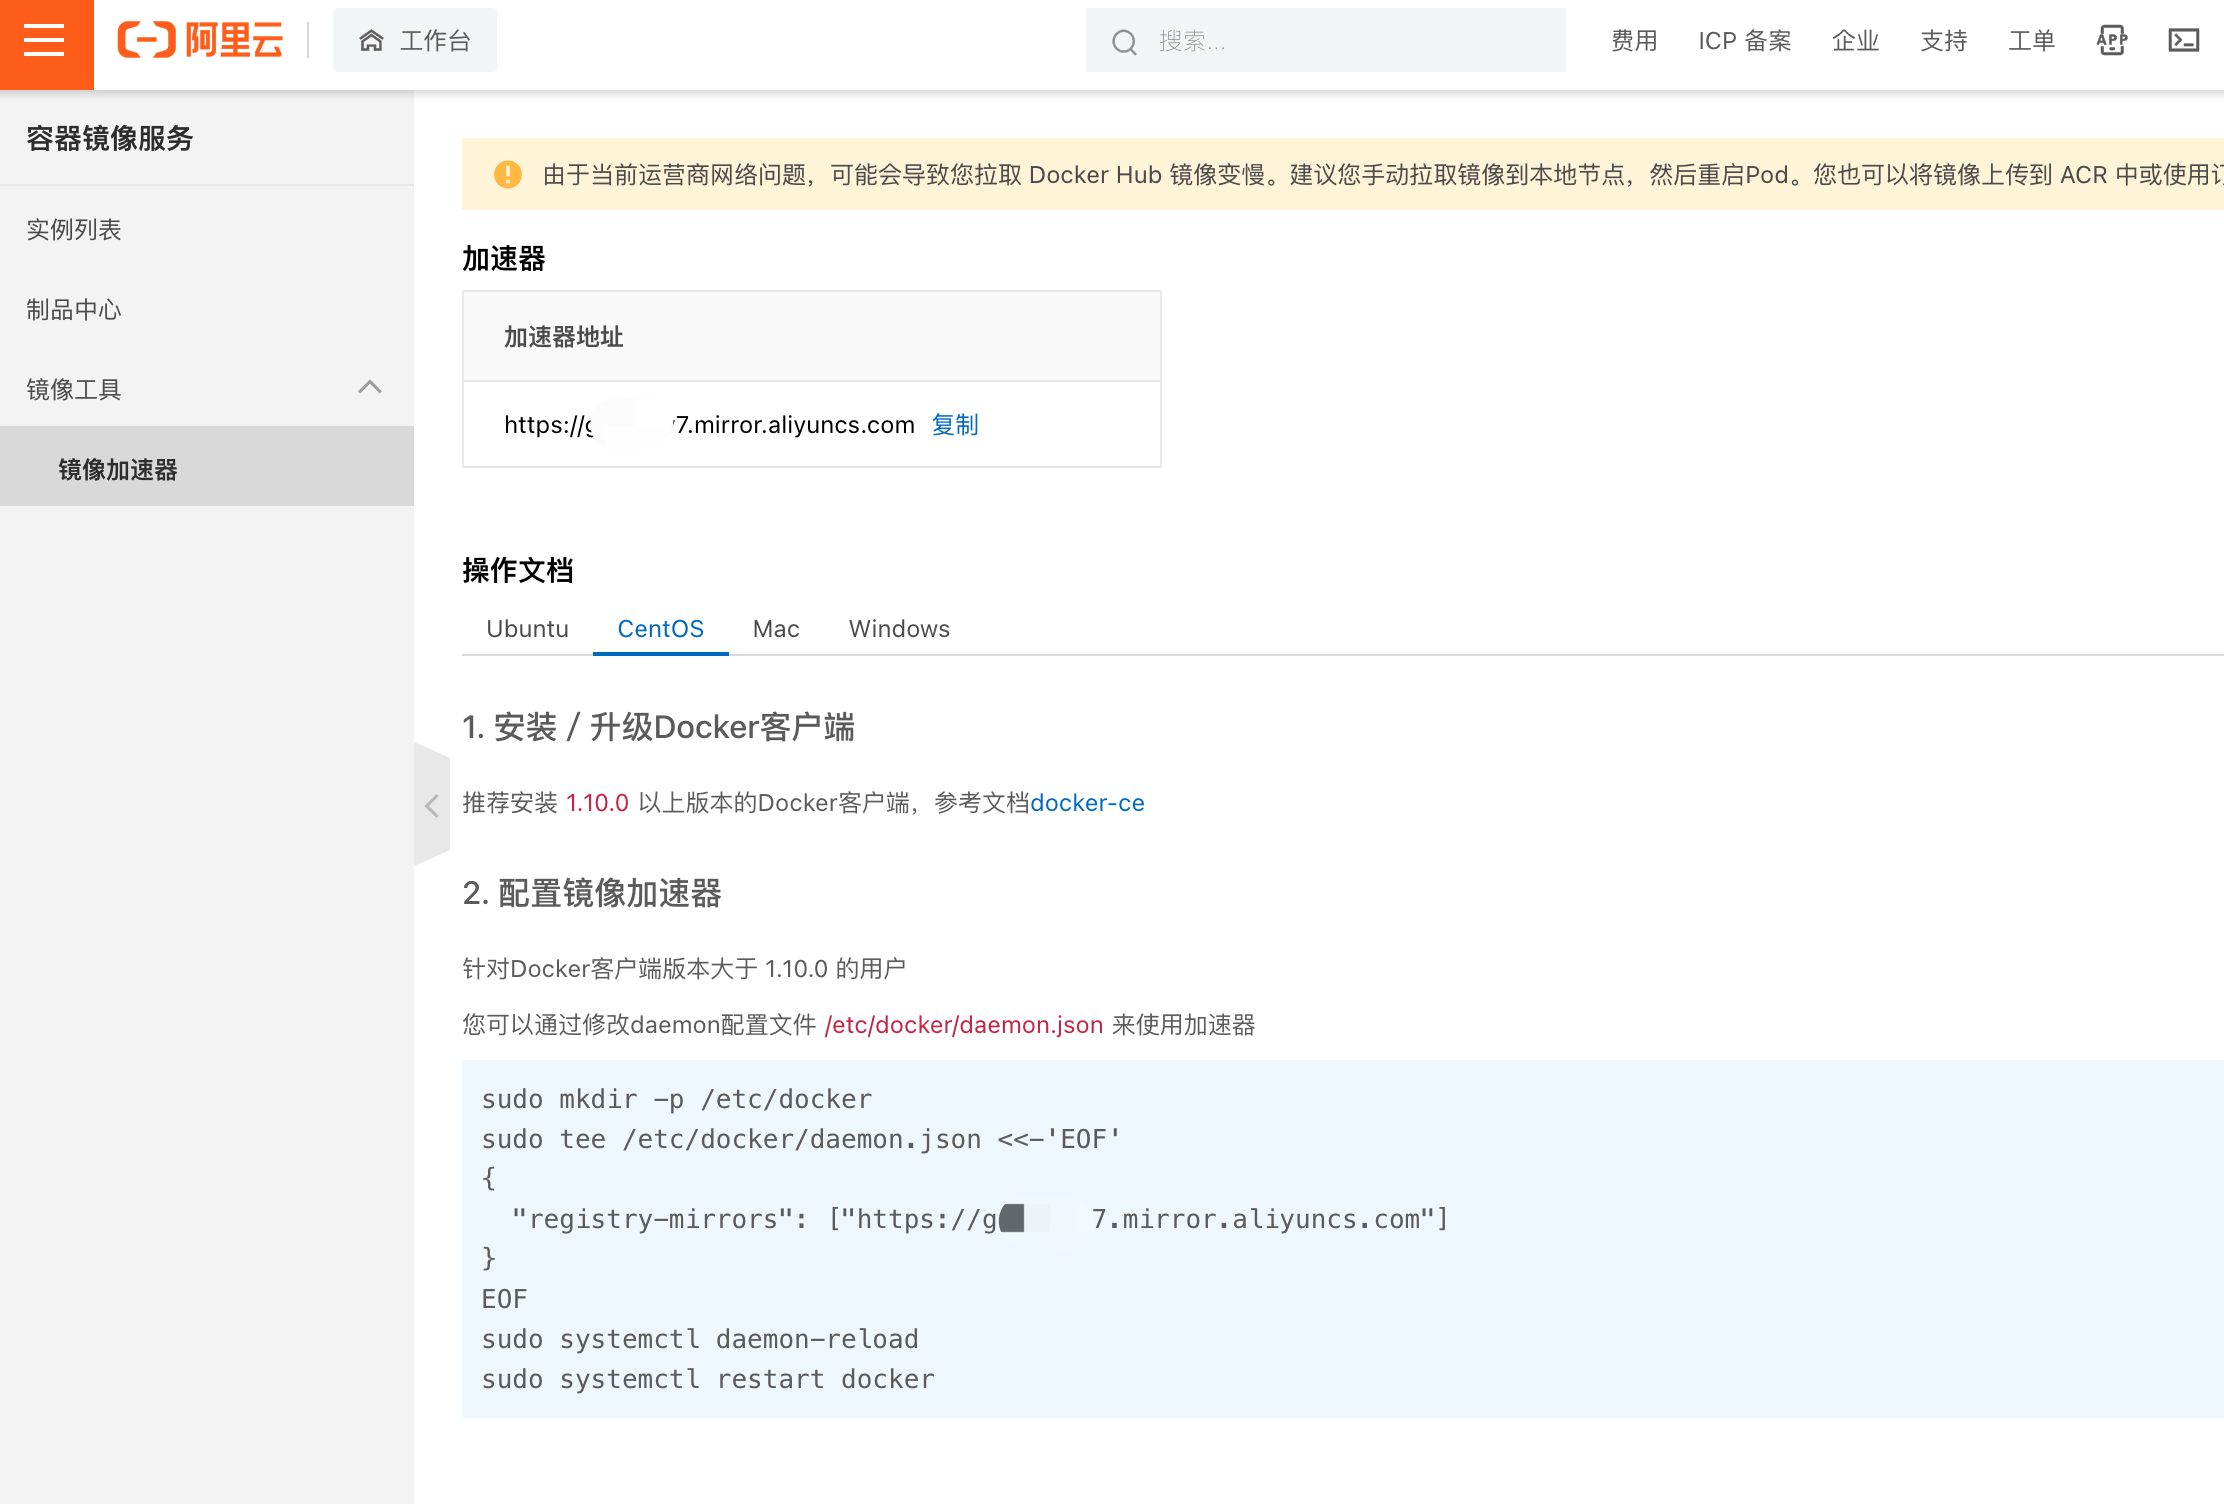 阿里云
工作台
搜索...
费用
ICP 备案
企业
支持
工单
APP
容器镜像服务
实例列表
制品中心
镜像工具
镜像加速器
由于当前运营商网络问题，可能会导致您拉取 Docker Hub 镜像变慢。建议您手动拉取镜像到本地节点，然后重启Pod。您也可以将镜像上传到 ACR 中或使用订
加速器
加速器地址
https://g 7.mirror.aliyuncs.com 复制
操作文档
Ubuntu CentOS Mac Windows
1. 安装 / 升级Docker客户端
推荐安装 1.10.0 以上版本的Docker客户端，参考文档docker-ce
2. 配置镜像加速器
针对Docker客户端版本大于 1.10.0 的用户
您可以通过修改daemon配置文件 /etc/docker/daemon.json 来使用加速器
sudo mkdir -p /etc/docker
sudo tee /etc/docker/daemon.json <<-'EOF'
{
  "registry-mirrors": ["https://g 7.mirror.aliyuncs.com"]
}
EOF
sudo systemctl daemon-reload
sudo systemctl restart docker